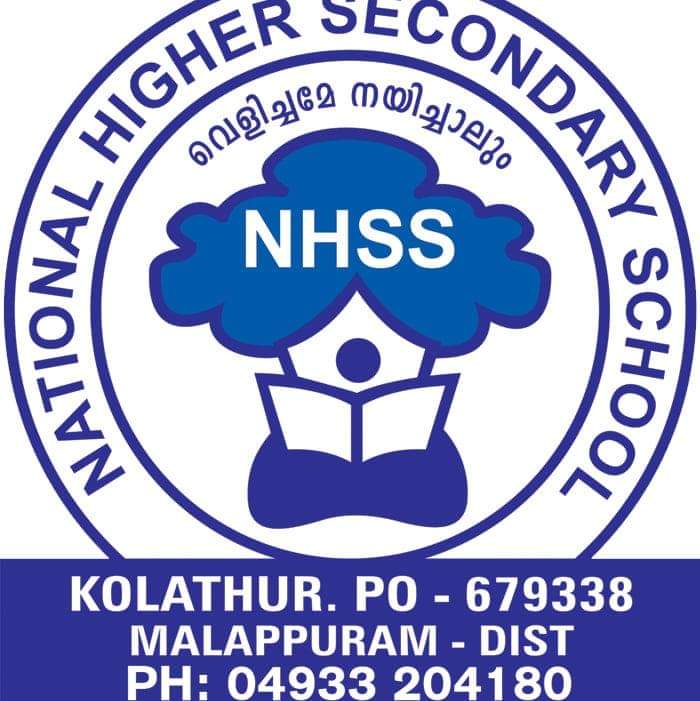 NATIONAL HIGHER SECONDARY SCHOOL
വെളിച്ചമേ നയിച്ചാലും
NHSS
KOLATHUR. PO - 679338
MALAPPURAM - DIST
PH: 04933 204180